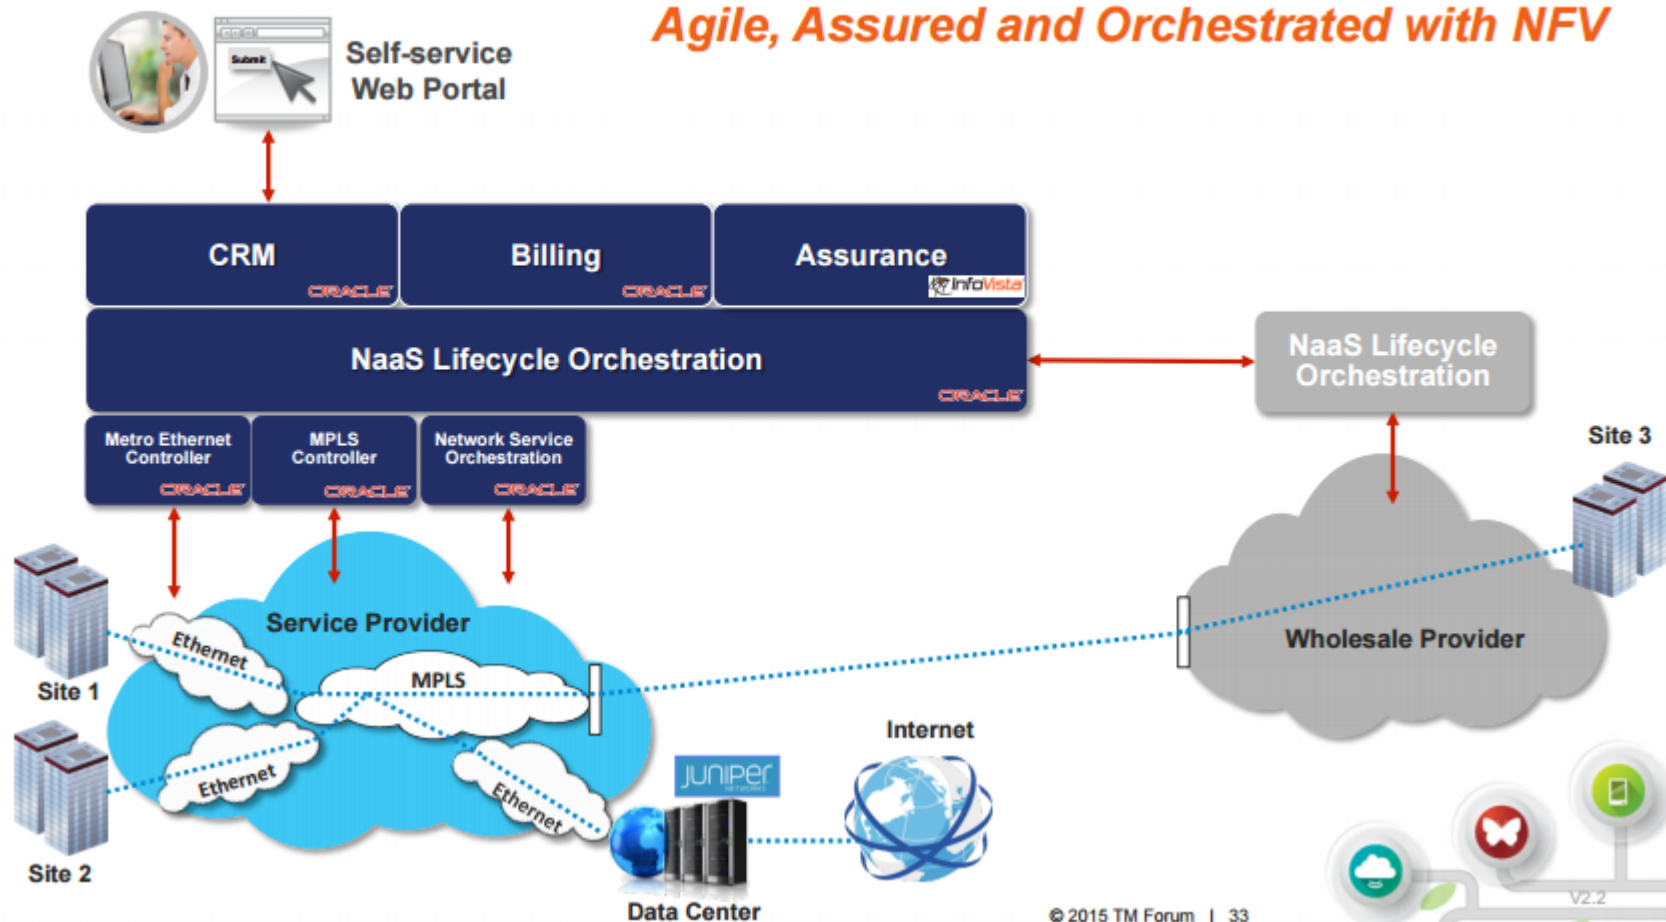 Agile, Assured and Orchestrated with NFV
Submit
Self-service
Web Portal
CRM
ORACLE
Billing
ORACLE
Assurance
InfoVista
NaaS Lifecycle Orchestration
ORACLE
NaaS Lifecycle
Orchestration
Metro Ethernet
Controller
ORACLE
MPLS
Controller
ORACLE
Network Service
Orchestration
ORACLE
Site 3
Service Provider
Ethernet
MPLS
Site 1
Wholesale Provider
Ethernet
Ethernet
Site 2
JUNIPER
NETWORKS
Internet
Data Center
© 2015 TM Forum | 33
V2.2